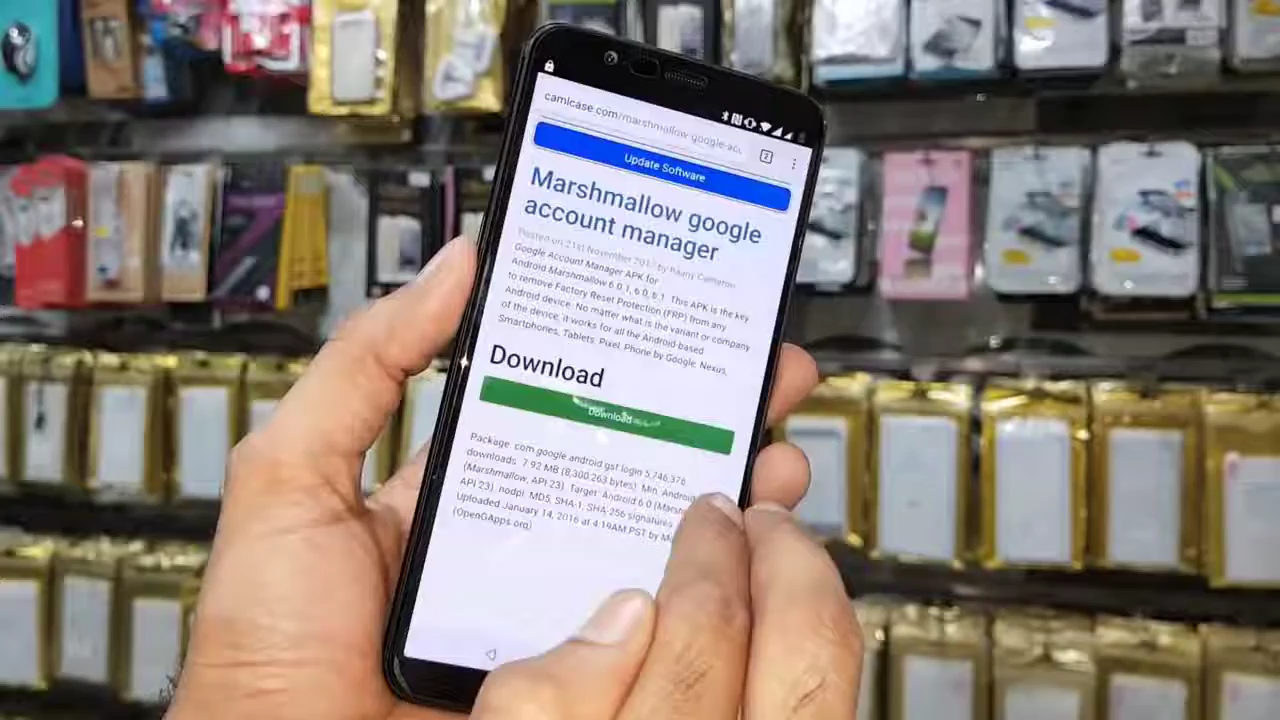 camlcase.com/marshmallow-google-acc
2
Update Software
Marshmallow google
account manager
Posted on 21st November 2017 by Rainy Cameron
Google Account Manager APK for
Android Marshmallow 6.0.1, 6.0, 6.1. This APK is the key
to remove Factory Reset Protection (FRP) from any
Android device. No matter what is the variant or company
of the device, it works for all the Android-based
Smartphones, Tablets, Pixel, Phone by Google, Nexus,
Download
Download
Package: com.google.android.gsf.login 5,746,376
downloads 7.92 MB (8,300,263 bytes) Min: Android
(Marshmallow, API 23) Target: Android 6.0 (Marsh
API 23) nodpi MD5, SHA-1, SHA-256 signatures
Uploaded January 14, 2016 at 4:19AM PST by
(OpenGApps.org)